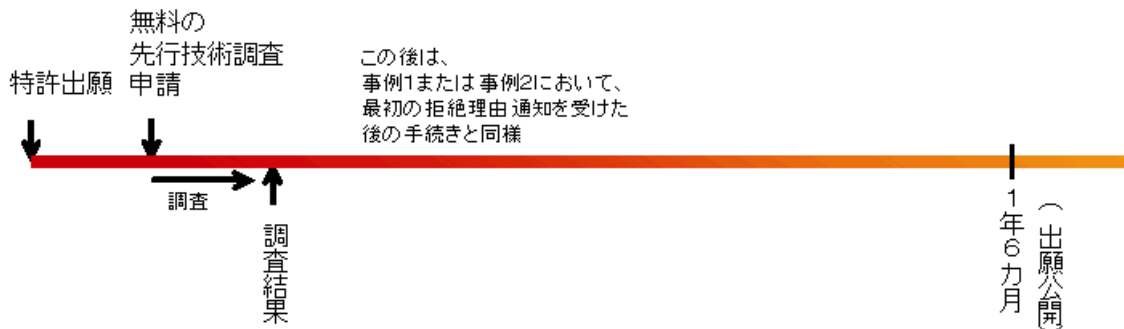 特許出願
無料の
先行技術調査
申請
この後は、
事例1または事例2において、
最初の拒絶理由通知を受けた
後の手続きと同様
調査
調査結果
1年6カ月
(出願公開)